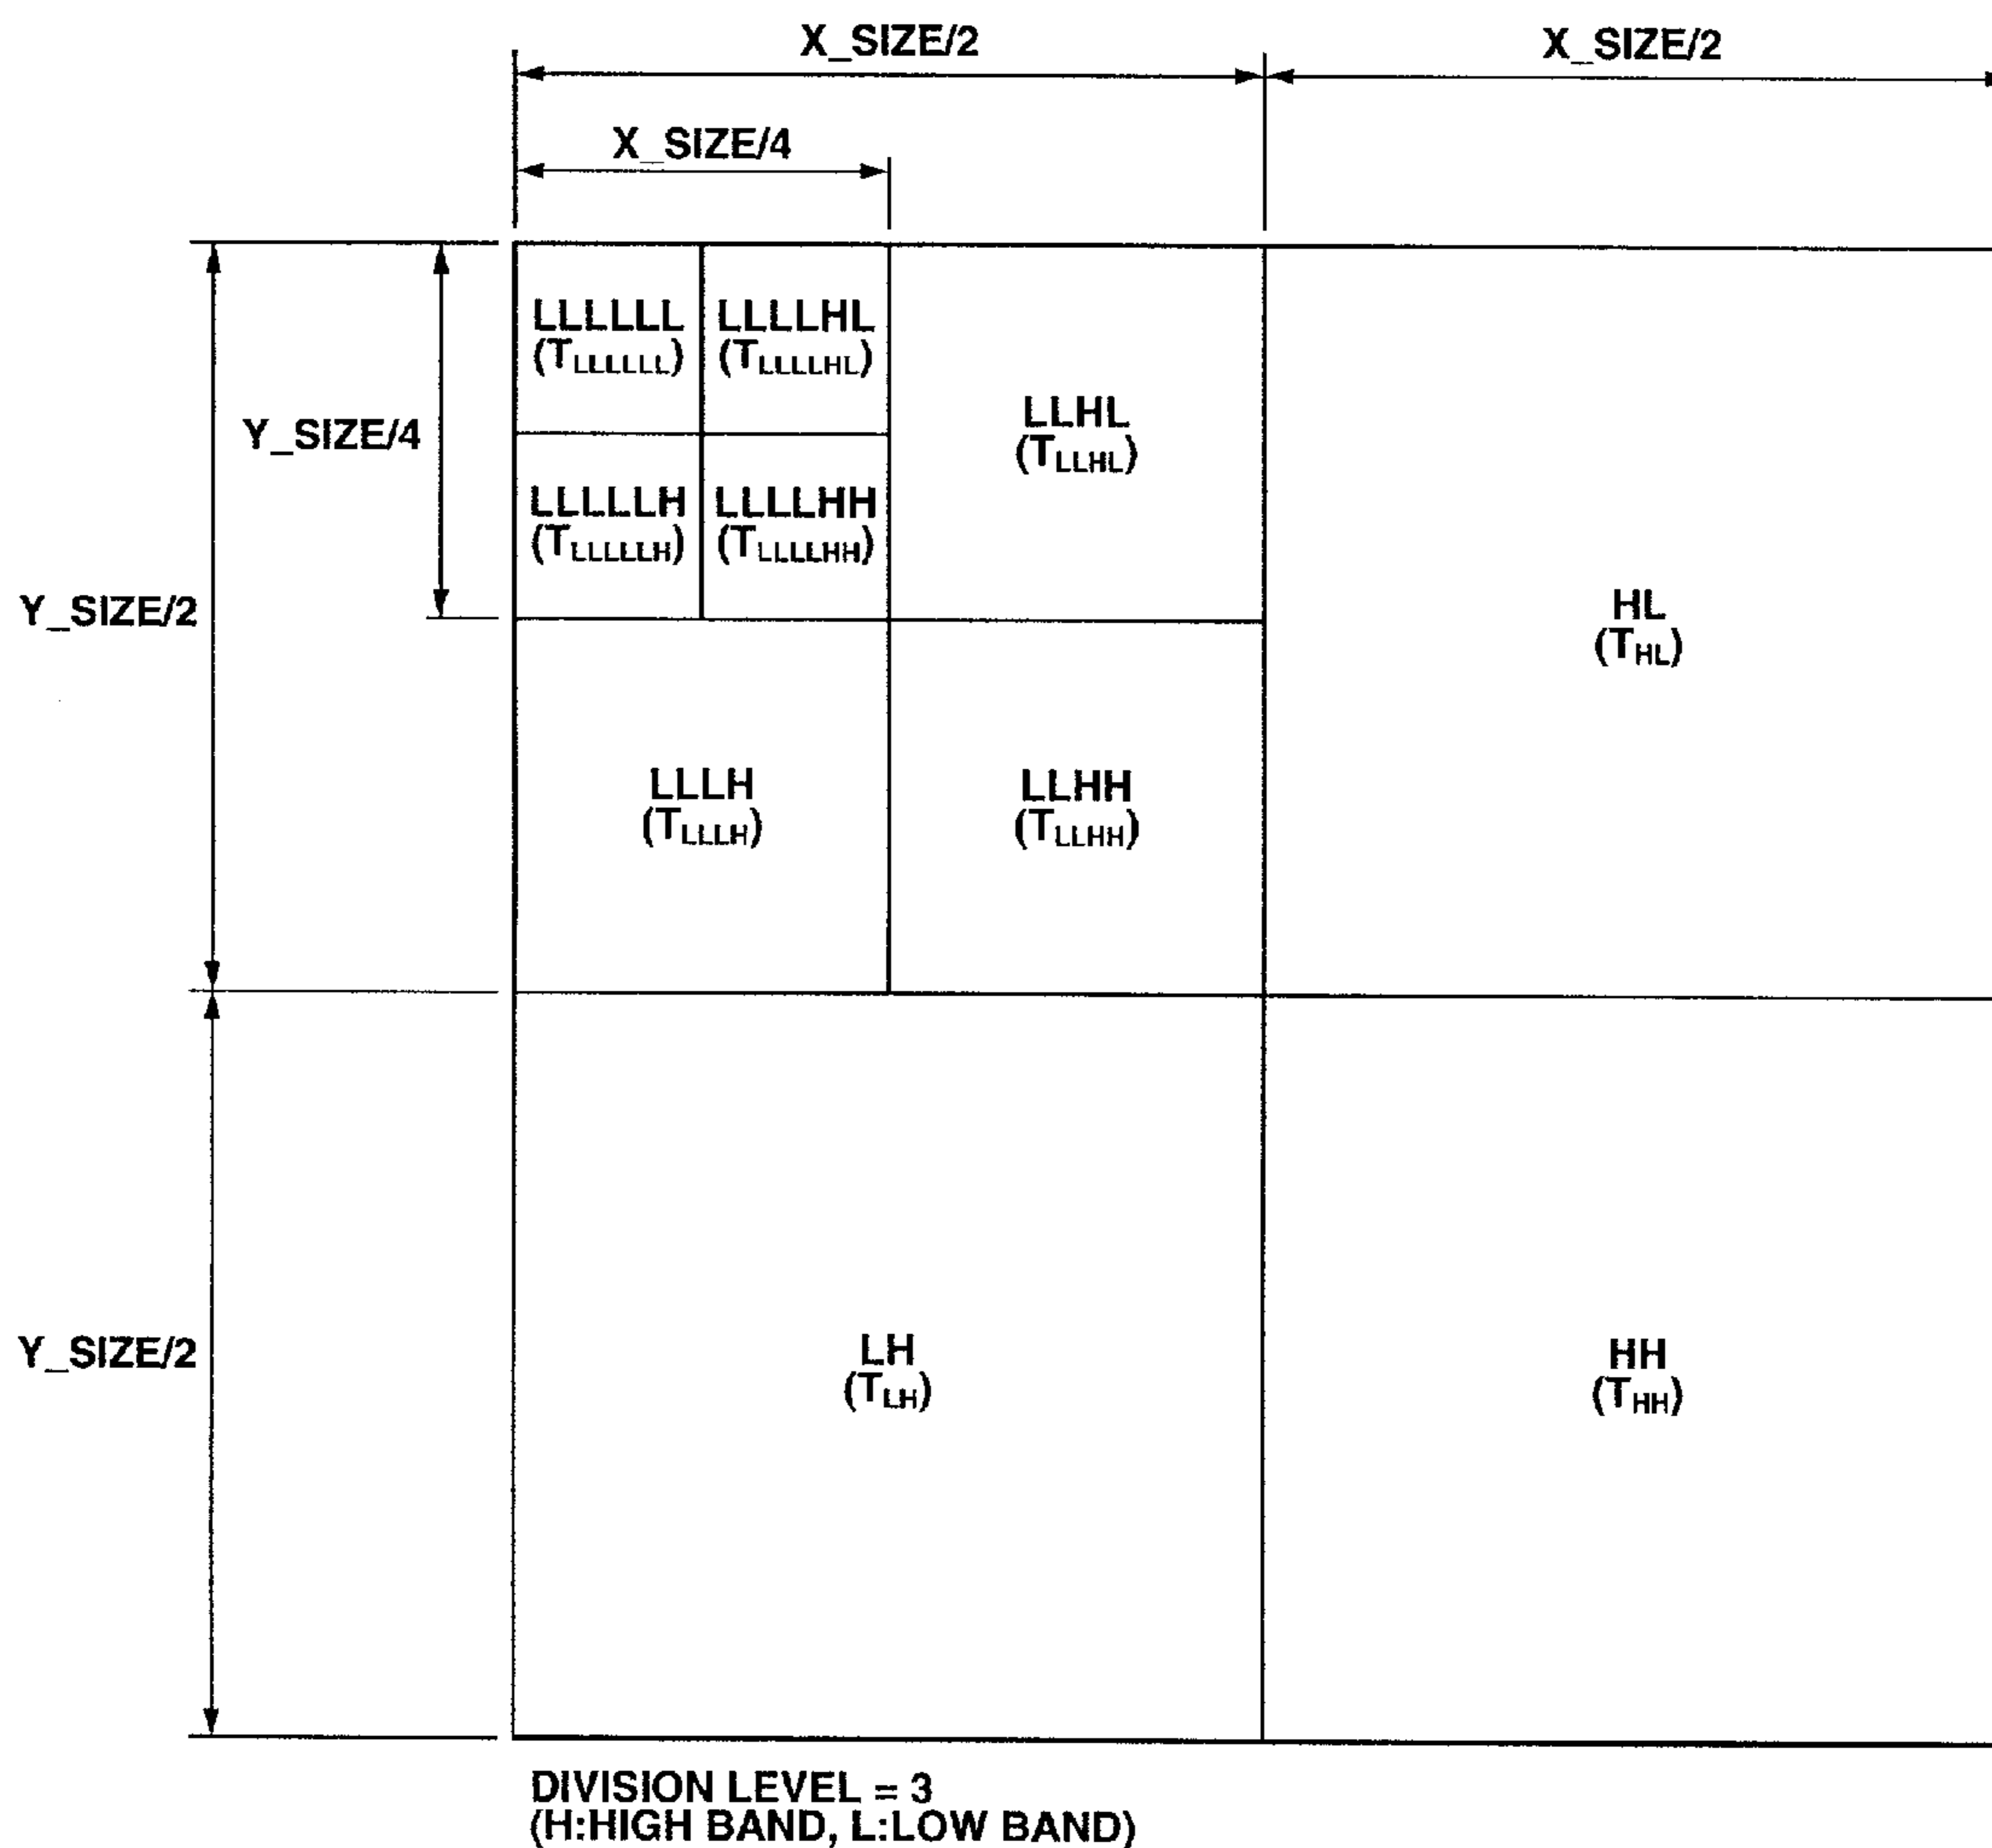 X_SIZE/2
X_SIZE/2
X_SIZE/4
LLLLLL
(TLLLLLL)
LLLLHL
(TLLLLHL)
LLHL
(TLLHL)
Y_SIZE/4
LLLLLH
(TLLLLLH)
LLLLHH
(TLLLLHH)
Y_SIZE/2
HL
(THL)
LLLH
(TLLLH)
LLHH
(TLLHH)
Y_SIZE/2
LH
(TLH)
HH
(THH)
DIVISION LEVEL = 3
(H:HIGH BAND, L:LOW BAND)